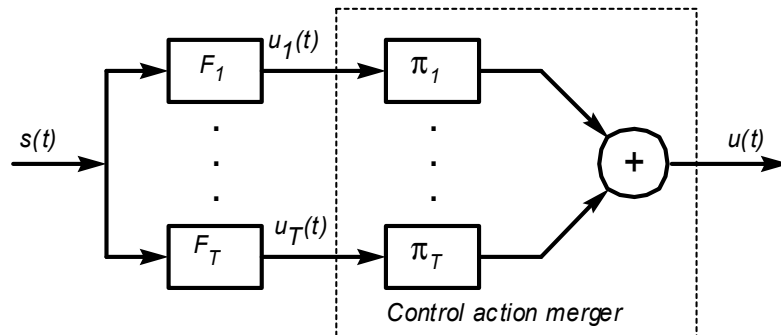 F1 u1(t) π1
s(t) + u(t)
FT uT(t) πT
Control action merger